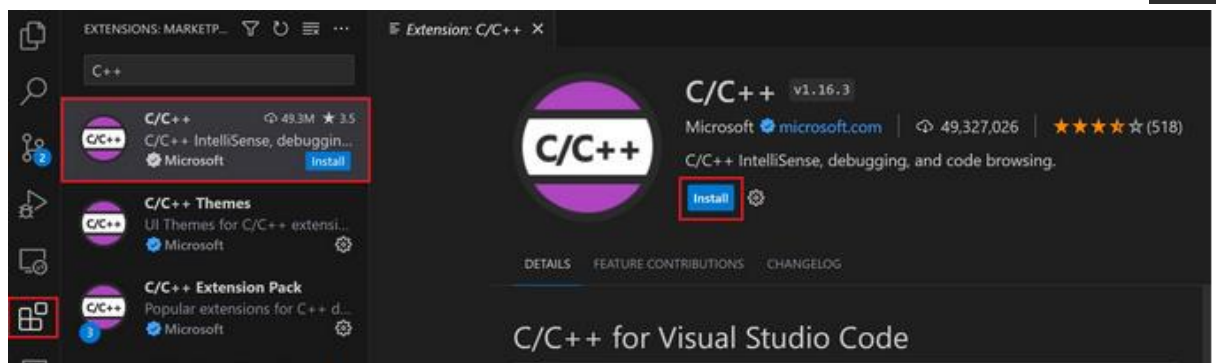 EXTENSIONS: MARKETP...
C++
C/C++ 49.3M ★ 3.5
C/C++ IntelliSense, debuggin...
Microsoft Install
C/C++ Themes
UI Themes for C/C++ extensi...
Microsoft
C/C++ Extension Pack
Popular extensions for C++ d...
Microsoft
C/C++
C/C++
C/C++
2
3
Extension: C/C++
C/C++
C/C++ v1.16.3
Microsoft microsoft.com | 49,327,026 | ★★★★☆(518)
C/C++ IntelliSense, debugging, and code browsing.
Install
DETAILS FEATURE CONTRIBUTIONS CHANGELOG
C/C++ for Visual Studio Code